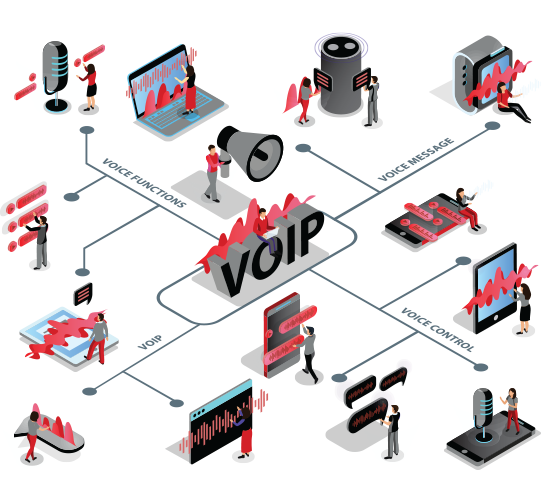 VOICE FUNCTIONS
VOICE MESSAGE
VOIP
VOIP
VOICE CONTROL